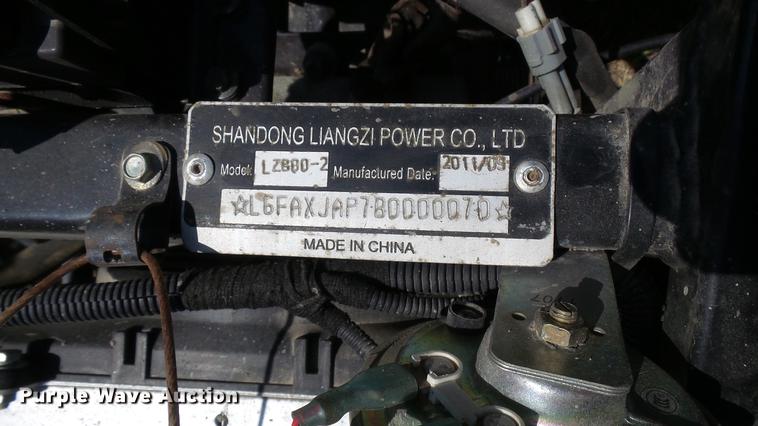 SHANDONG LIANGZI POWER CO., LTD
Model: LZ800-2 Manufactured Date: 2011/09
☆L6FAXJAP7B0000070☆
MADE IN CHINA
Purple Wave Auction